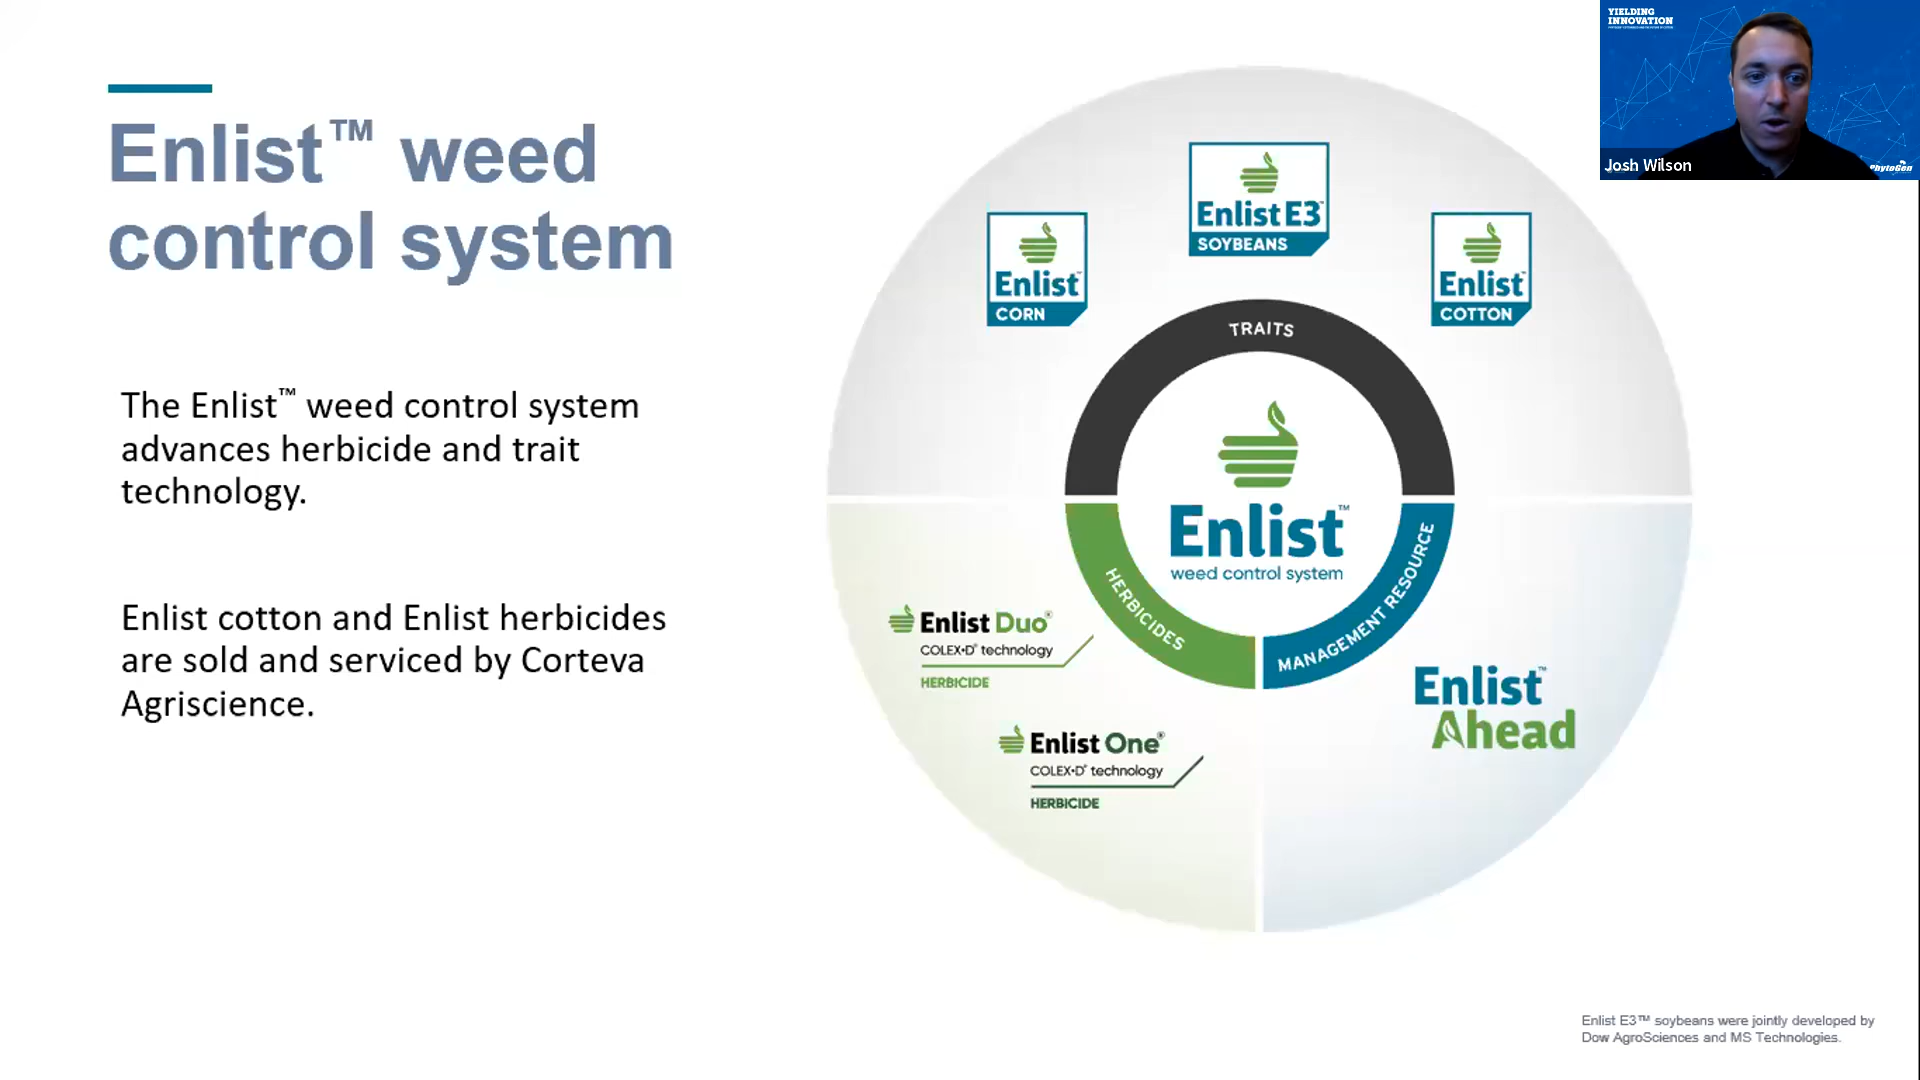 YIELDING
INNOVATION
Josh Wilson
PhytoGen
Enlist™ weed
control system
The Enlist™ weed control system
advances herbicide and trait
technology.
Enlist cotton and Enlist herbicides
are sold and serviced by Corteva
Agriscience.
Enlist™
CORN
Enlist E3™
SOYBEANS
Enlist™
COTTON
TRAITS
Enlist™
weed control system
HERBICIDES
MANAGEMENT RESOURCE
Enlist Duo®
COLEX•D® technology
HERBICIDE
Enlist One®
COLEX•D® technology
HERBICIDE
Enlist™
Ahead
Enlist E3™ soybeans were jointly developed by
Dow AgroSciences and MS Technologies.